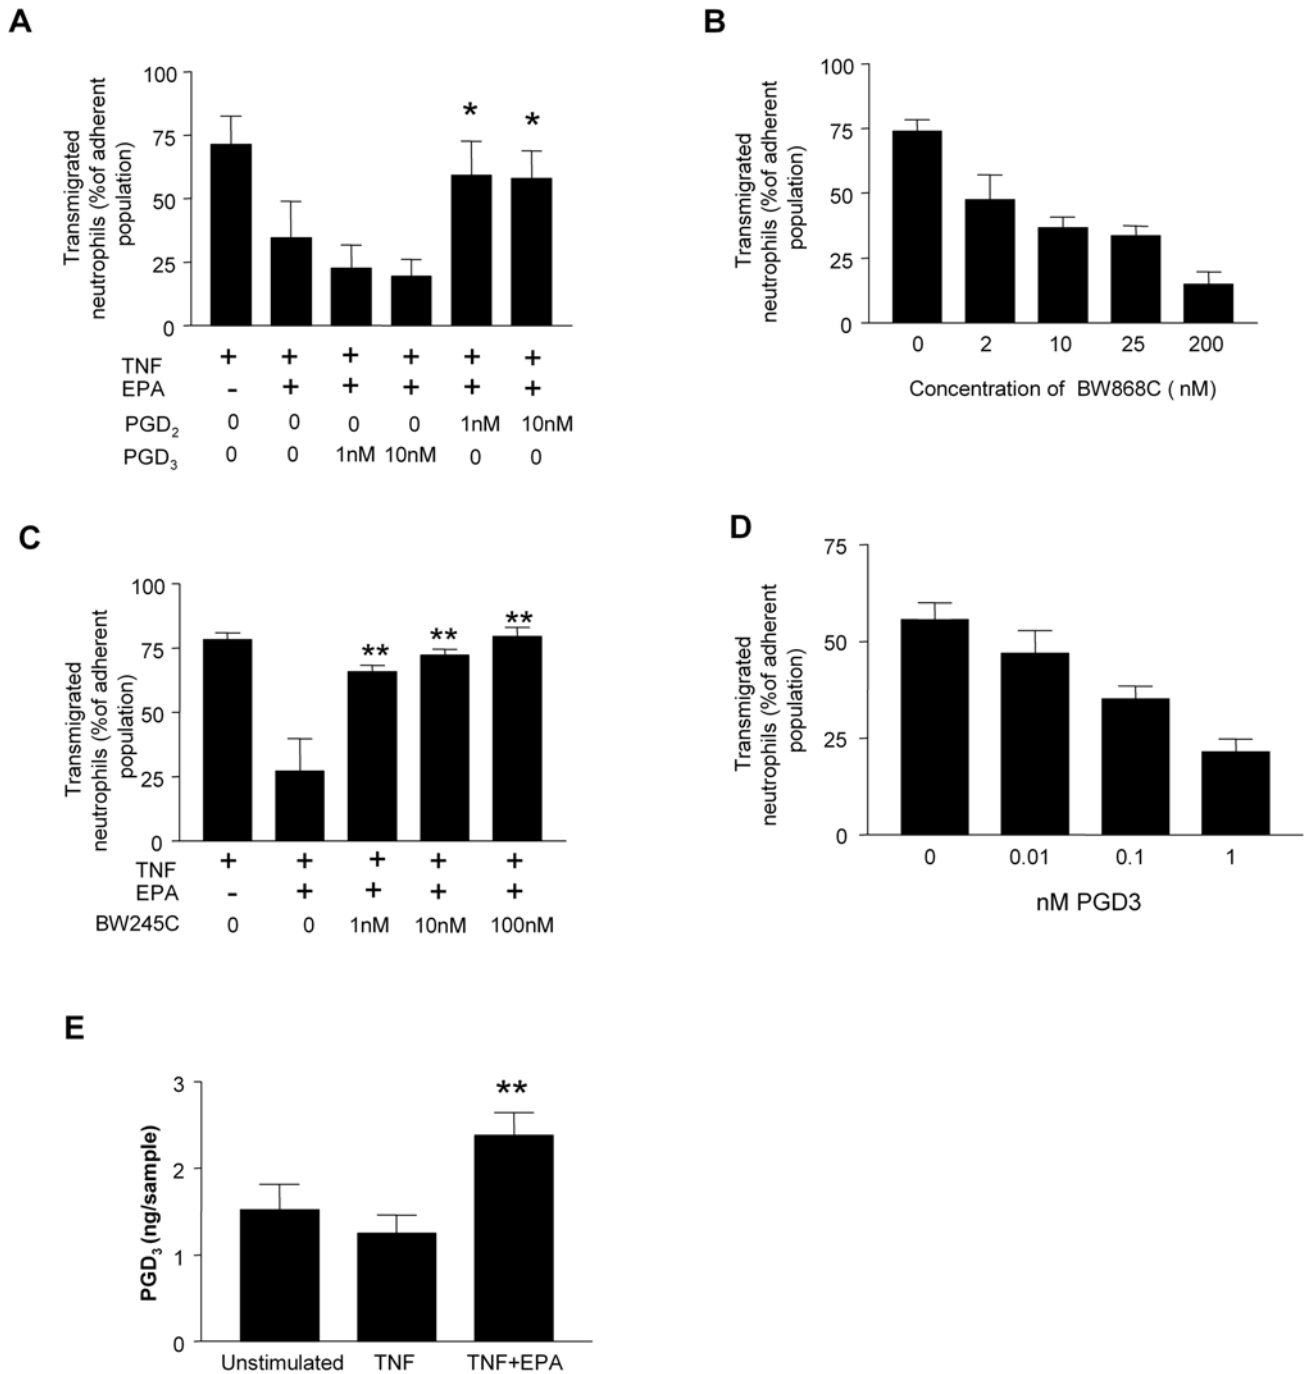 A
100
75
50
25
0
Transmigrated
neutrophils (%of adherent
population)
*
*
TNF + + + + + +
EPA - + + + + +
PGD2 0 0 0 0 1nM 10nM
PGD3 0 0 1nM 10nM 0 0
B
100
75
50
25
0
Transmigrated
neutrophils (%of adherent
population)
0 2 10 25 200
Concentration of BW868C ( nM)
C
100
75
50
25
0
Transmigrated
neutrophils (%of adherent
population)
**
**
**
TNF + + + + +
EPA - + + + +
BW245C 0 0 1nM 10nM 100nM
D
75
50
25
0
Transmigrated
neutrophils (%of adherent
population)
0 0.01 0.1 1
nM PGD3
E
3
2
1
0
PGD3 (ng/sample)
**
Unstimulated TNF TNF+EPA